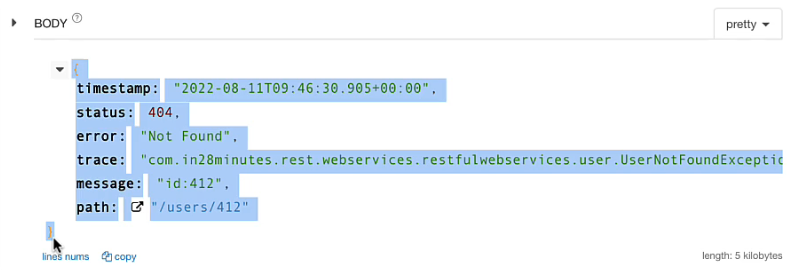 BODY ?
pretty
{
timestamp: "2022-08-11T09:46:30.905+00:00",
status: 404,
error: "Not Found",
trace: "com.in28minutes.rest.webservices.restfulwebservices.user.UserNotFoundExceptio
message: "id:412",
path: "/users/412"
}
lines nums copy length: 5 kilobytes